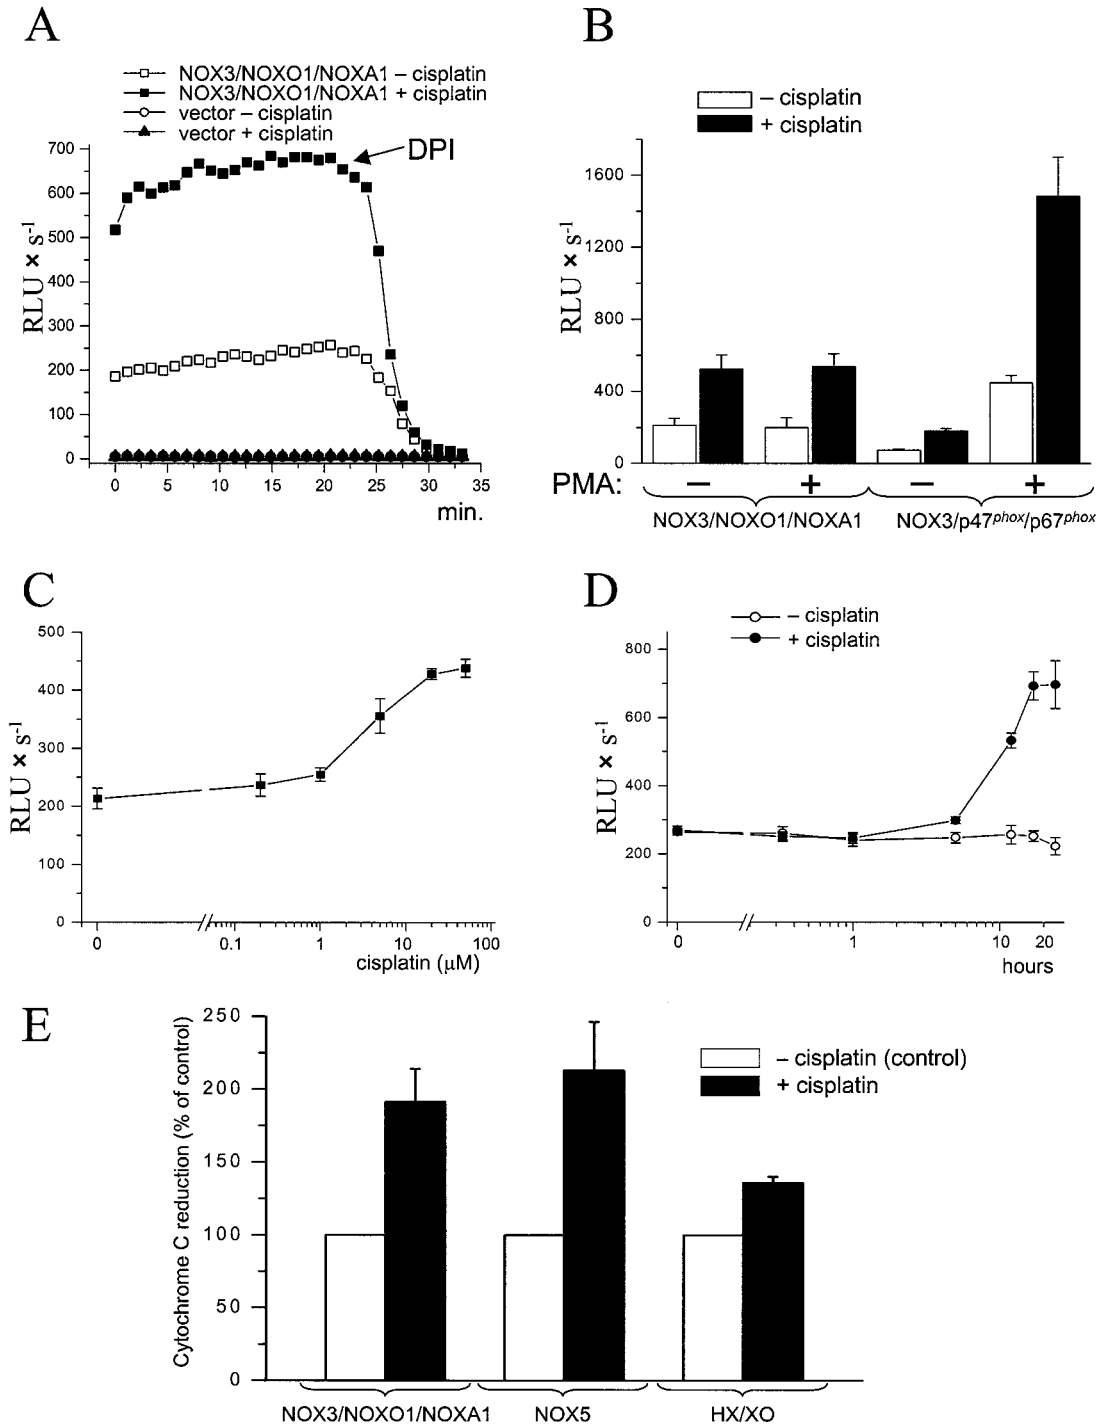 A
NOX3/NOXO1/NOXA1 – cisplatin
NOX3/NOXO1/NOXA1 + cisplatin
vector – cisplatin
vector + cisplatin
DPI
700
600
500
400
300
200
100
0
RLU × s⁻¹
0 5 10 15 20 25 30 35
min.
B
– cisplatin
+ cisplatin
1600
1200
800
400
0
RLU × s⁻¹
PMA: – + – +
NOX3/NOXO1/NOXA1 NOX3/p47phox/p67phox
C
500
400
300
200
100
0
RLU × s⁻¹
0 0.1 1 10 100
cisplatin (µM)
D
– cisplatin
+ cisplatin
800
600
400
200
0
RLU × s⁻¹
0 1 10 20
hours
E
250
200
150
100
50
0
Cytochrome C reduction (% of control)
– cisplatin (control)
+ cisplatin
NOX3/NOXO1/NOXA1 NOX5 HX/XO